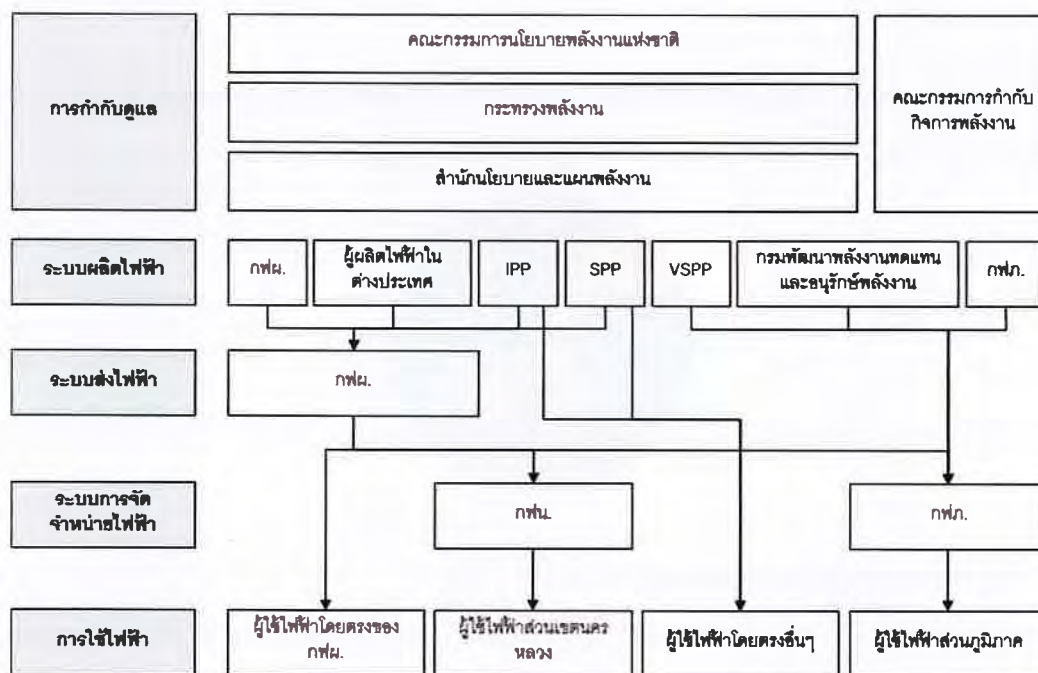 คณะกรรมการนโยบายพลังงานแห่งชาติ
การกำกับดูแล
กระทรวงพลังงาน
คณะกรรมการกำกับ
กิจการพลังงาน
สำนักนโยบายและแผนพลังงาน
ระบบผลิตไฟฟ้า
กฟผ.
ผู้ผลิตไฟฟ้าใน
ต่างประเทศ
IPP
SPP
VSPP
กรมพัฒนาพลังงานทดแทน
และอนุรักษ์พลังงาน
กฟภ.
ระบบส่งไฟฟ้า
กฟผ.
ระบบการจัด
จำหน่ายไฟฟ้า
กฟน.
กฟภ.
การใช้ไฟฟ้า
ผู้ใช้ไฟฟ้าโดยตรงของ
กฟผ.
ผู้ใช้ไฟฟ้าส่วนเขตนคร
หลวง
ผู้ใช้ไฟฟ้าโดยตรงอื่นๆ
ผู้ใช้ไฟฟ้าส่วนภูมิภาค